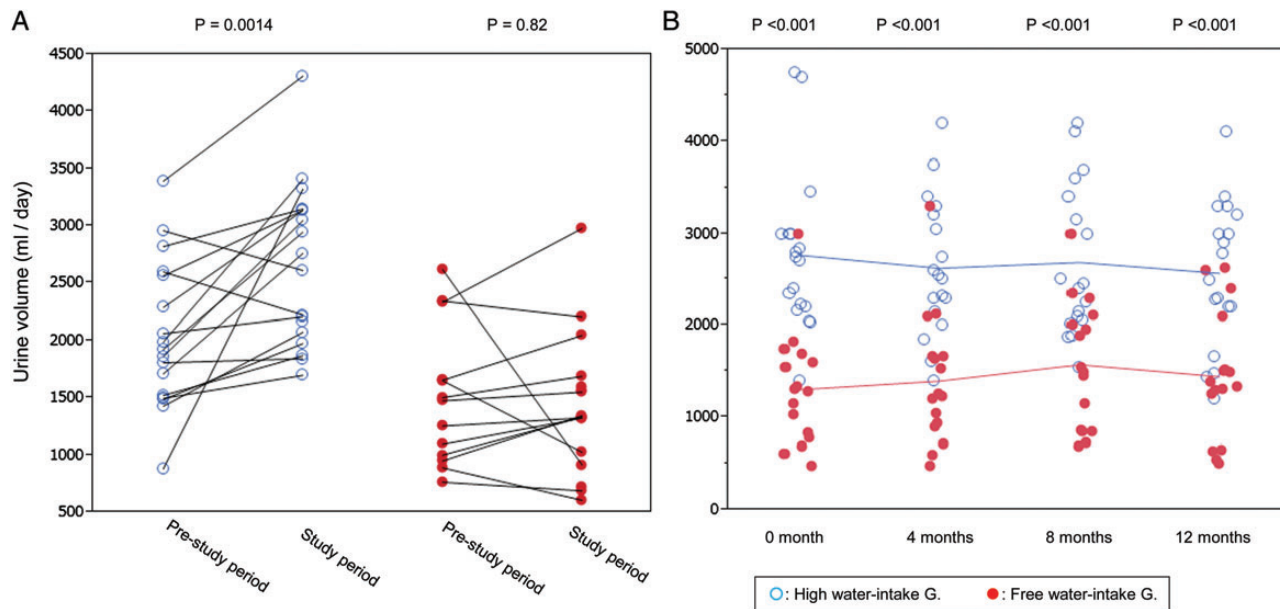 A
P = 0.0014
P = 0.82
4500
4000
3500
3000
2500
2000
1500
1000
500
Urine volume (ml / day)
Pre-study period
Study period
Pre-study period
Study period
B
P <0.001
P <0.001
P <0.001
P <0.001
5000
4000
3000
2000
1000
0
0 month
4 months
8 months
12 months
: High water-intake G.
: Free water-intake G.